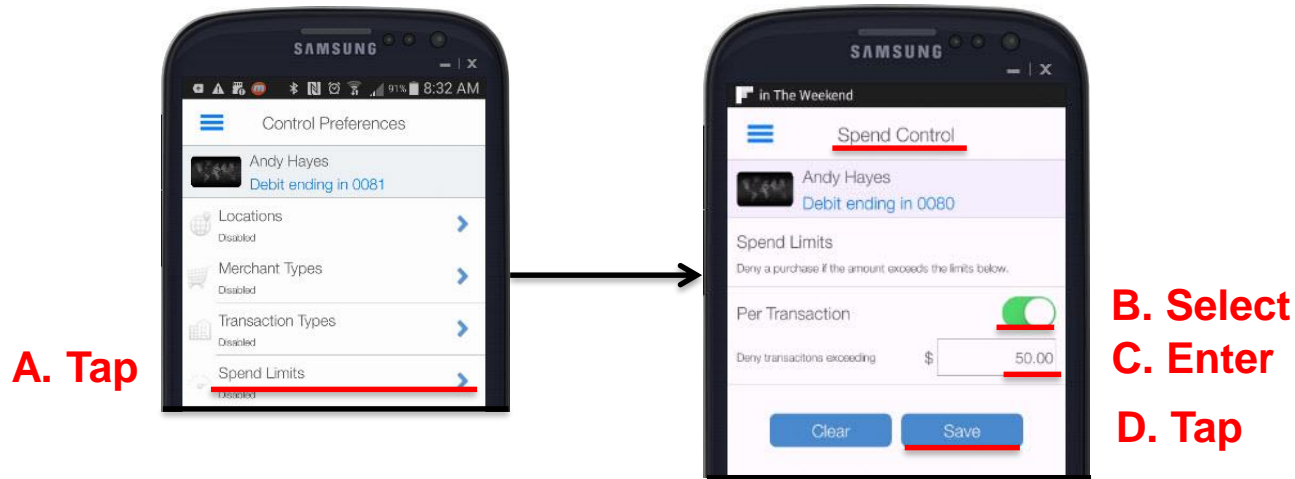 SAMSUNG
91% 8:32 AM
Control Preferences
Andy Hayes
Debit ending in 0081
Locations
Disabled
Merchant Types
Disabled
Transaction Types
Disabled
Spend Limits
Disabled
A. Tap
SAMSUNG
in The Weekend
Spend Control
Andy Hayes
Debit ending in 0080
Spend Limits
Deny a purchase if the amount exceeds the limits below.
Per Transaction
Deny transacitons exceeding $ 50.00
Clear Save
B. Select
C. Enter
D. Tap